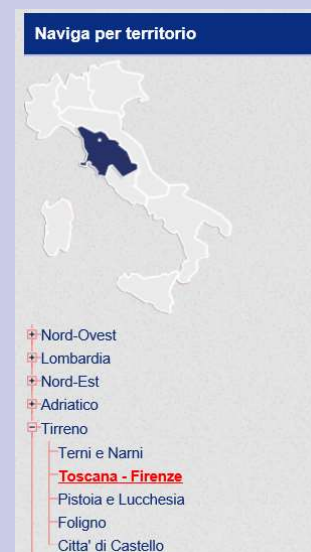 Naviga per territorio
Nord-Ovest
Lombardia
Nord-Est
Adriatico
Tirreno
Terni e Narni
Toscana - Firenze
Pistoia e Lucchesia
Foligno
Citta' di Castello